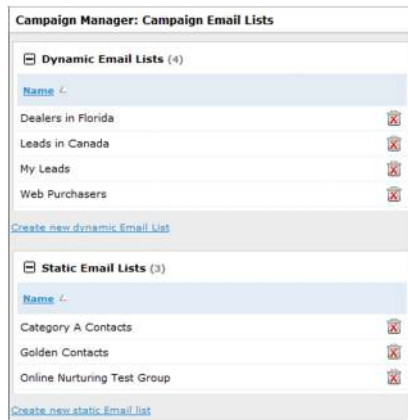 Campaign Manager: Campaign Email Lists
Dynamic Email Lists (4)
Name
Dealers in Florida
Leads in Canada
My Leads
Web Purchasers
Create new dynamic Email List
Static Email Lists (3)
Name
Category A Contacts
Golden Contacts
Online Nurturing Test Group
Create new static Email list